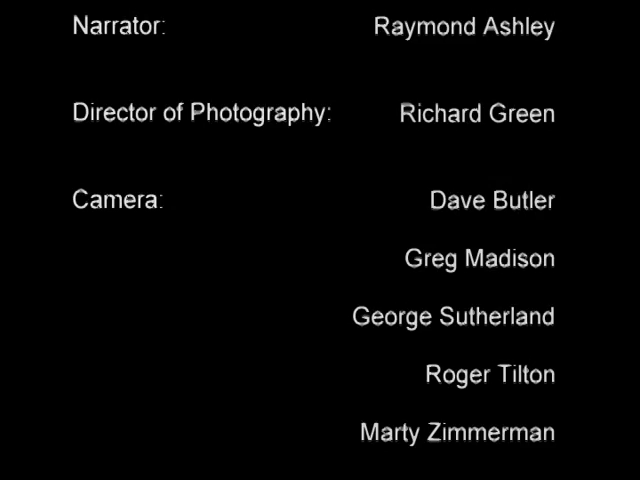 Narrator: Raymond Ashley
Director of Photography: Richard Green
Camera: Dave Butler
Greg Madison
George Sutherland
Roger Tilton
Marty Zimmerman